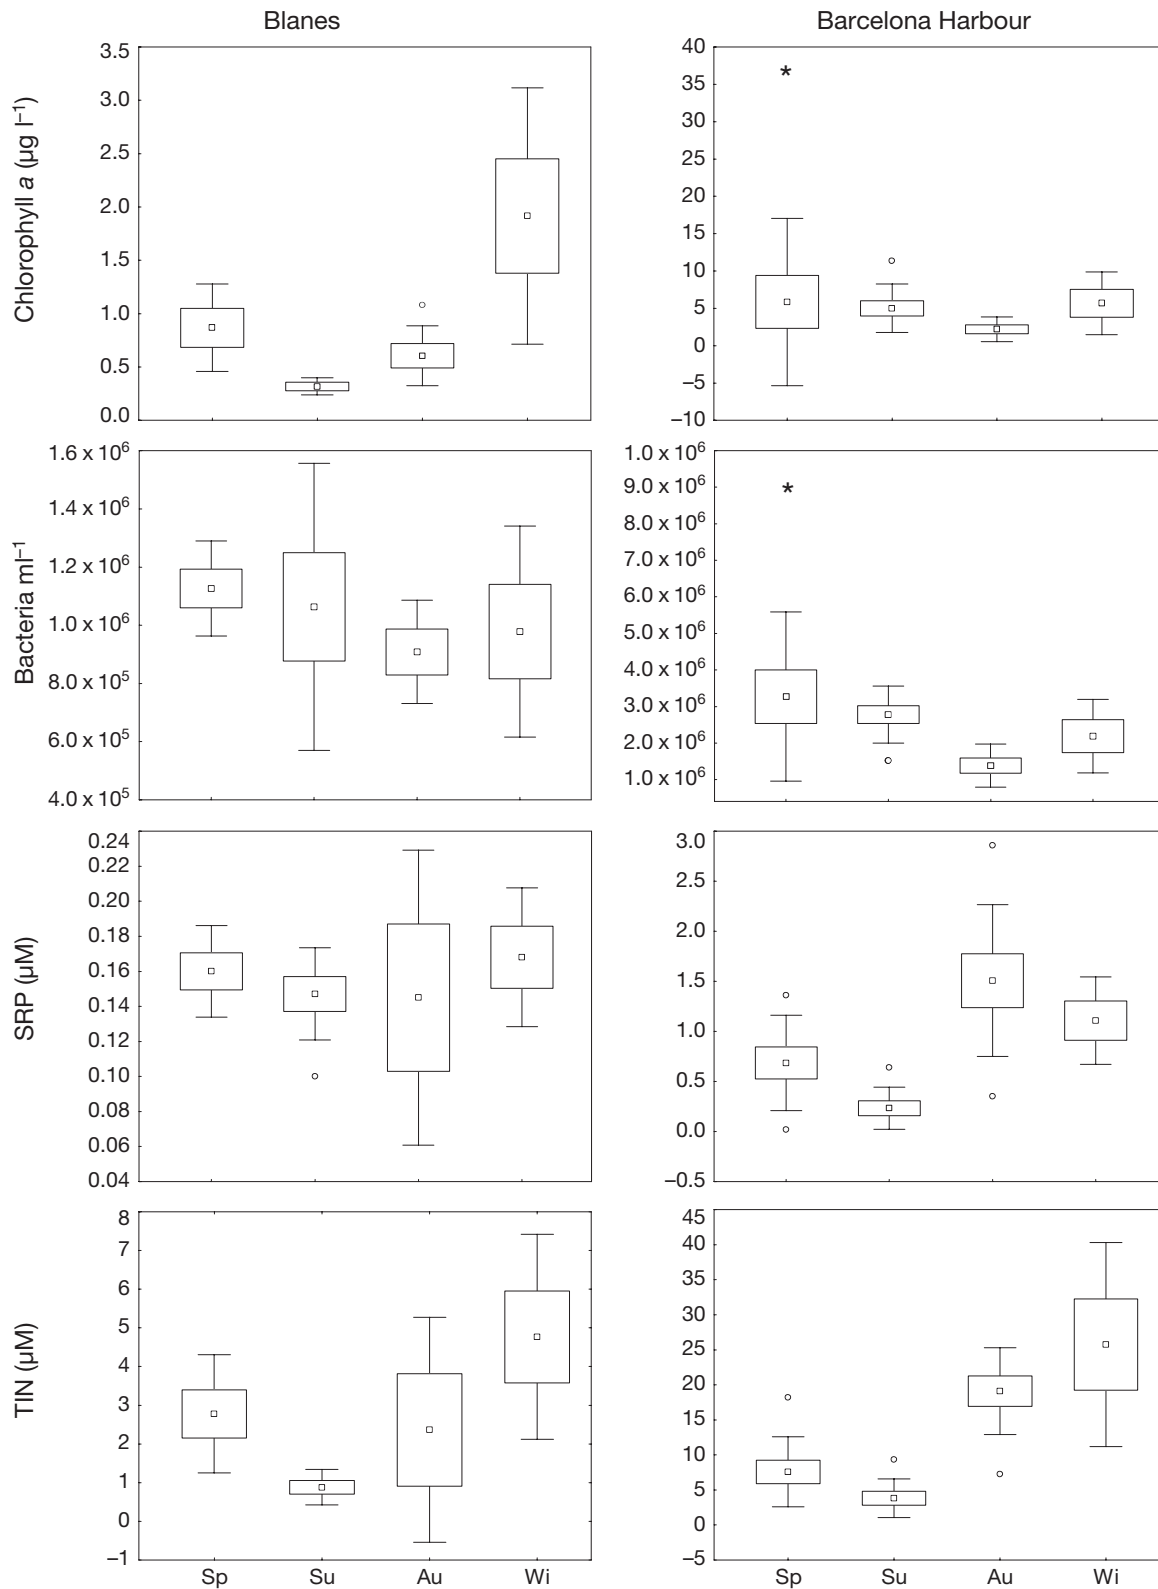 Blanes
Barcelona Harbour
Chlorophyll a (µg l⁻¹)
3.5
3.0
2.5
2.0
1.5
1.0
0.5
0.0
40
35
30
25
20
15
10
5
0
−5
−10
*
Bacteria ml⁻¹
1.6 x 10⁶
1.4 x 10⁶
1.2 x 10⁶
1.0 x 10⁶
8.0 x 10⁵
6.0 x 10⁵
4.0 x 10⁵
1.0 x 10⁶
9.0 x 10⁶
8.0 x 10⁶
7.0 x 10⁶
6.0 x 10⁶
5.0 x 10⁶
4.0 x 10⁶
3.0 x 10⁶
2.0 x 10⁶
1.0 x 10⁶
*
SRP (µM)
0.24
0.22
0.20
0.18
0.16
0.14
0.12
0.10
0.08
0.06
0.04
3.0
2.5
2.0
1.5
1.0
0.5
0.0
−0.5
TIN (µM)
8
7
6
5
4
3
2
1
0
−1
45
40
35
30
25
20
15
10
5
0
−5
Sp Su Au Wi
Sp Su Au Wi